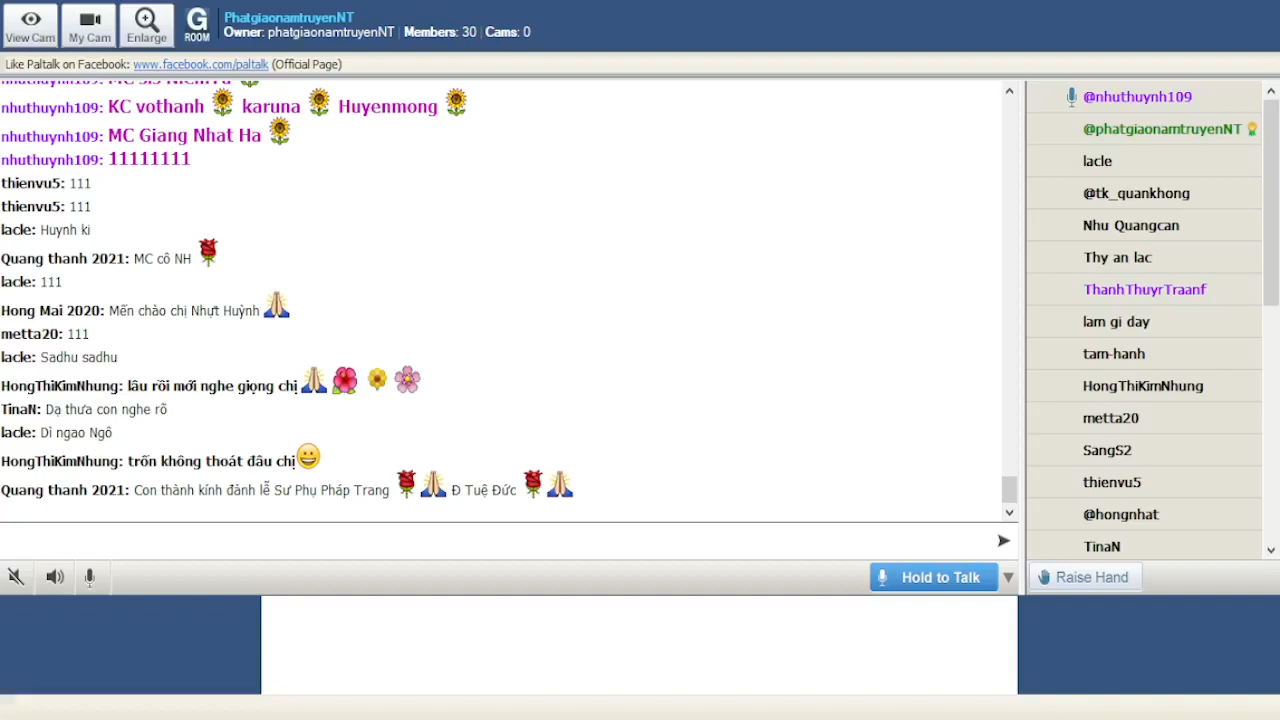 View Cam
My Cam
Enlarge
G
ROOM
PhatgiaonamtruyenNT
Owner: phatgiaonamtruyenNT | Members: 30 | Cams: 0
Like Paltalk on Facebook: www.facebook.com/paltalk (Official Page)
nhuthuynh109: KC vothanh karuna Huyenmong
nhuthuynh109: MC Giang Nhat Ha
nhuthuynh109: 11111111
thienvu5: 111
thienvu5: 111
lacle: Huynh ki
Quang thanh 2021: MC cô NH
lacle: 111
Hong Mai 2020: Mến chào chị Nhựt Huỳnh
metta20: 111
lacle: Sadhu sadhu
HongThiKimNhung: lâu rồi mới nghe giọng chị
TinaN: Dạ thưa con nghe rõ
lacle: Dì ngao Ngô
HongThiKimNhung: trốn không thoát đâu chị
Quang thanh 2021: Con thành kính đảnh lễ Sư Phụ Pháp Trang Đ Tuệ Đức
@nhuthuynh109
@phatgiaonamtruyenNT
lacle
@tk_quankhong
Nhu Quangcan
Thy an lac
ThanhThuyrTraanf
lam gi day
tam-hanh
HongThiKimNhung
metta20
SangS2
thienvu5
@hongnhat
TinaN
Hold to Talk
Raise Hand